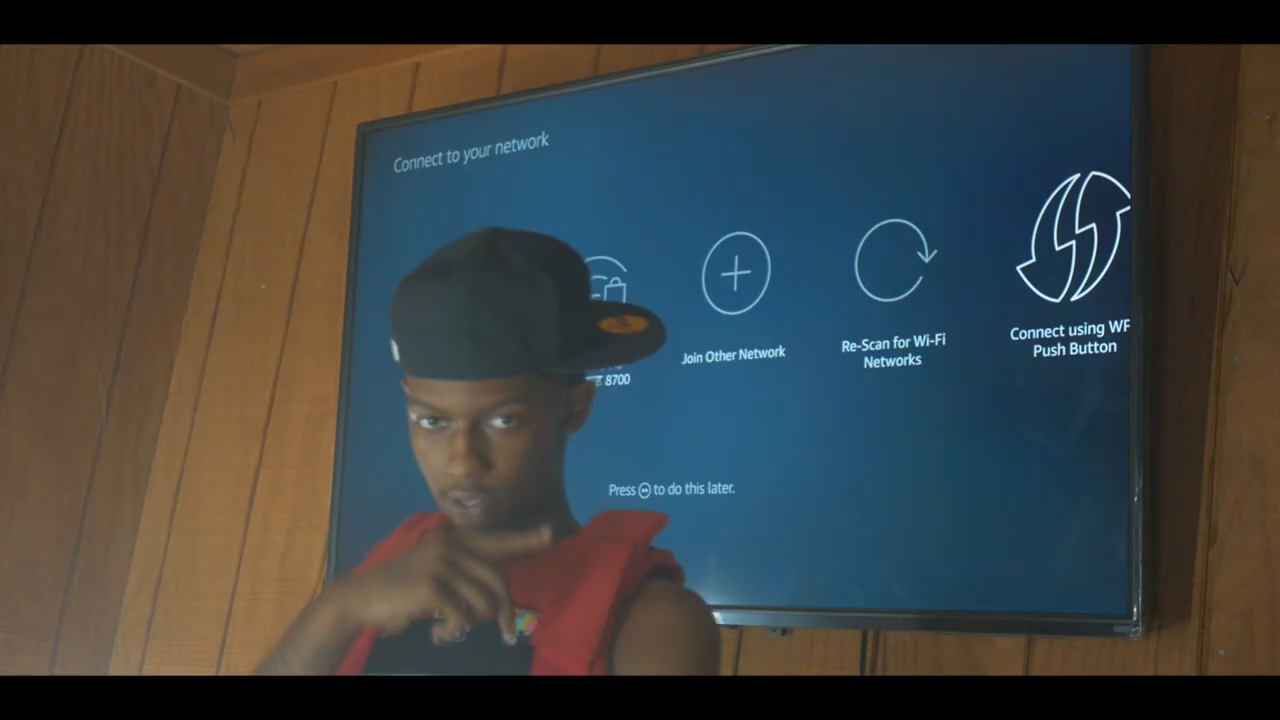 Connect to your network
8700
Join Other Network
Re-Scan for Wi-Fi
Networks
Connect using WP
Push Button
Press to do this later.